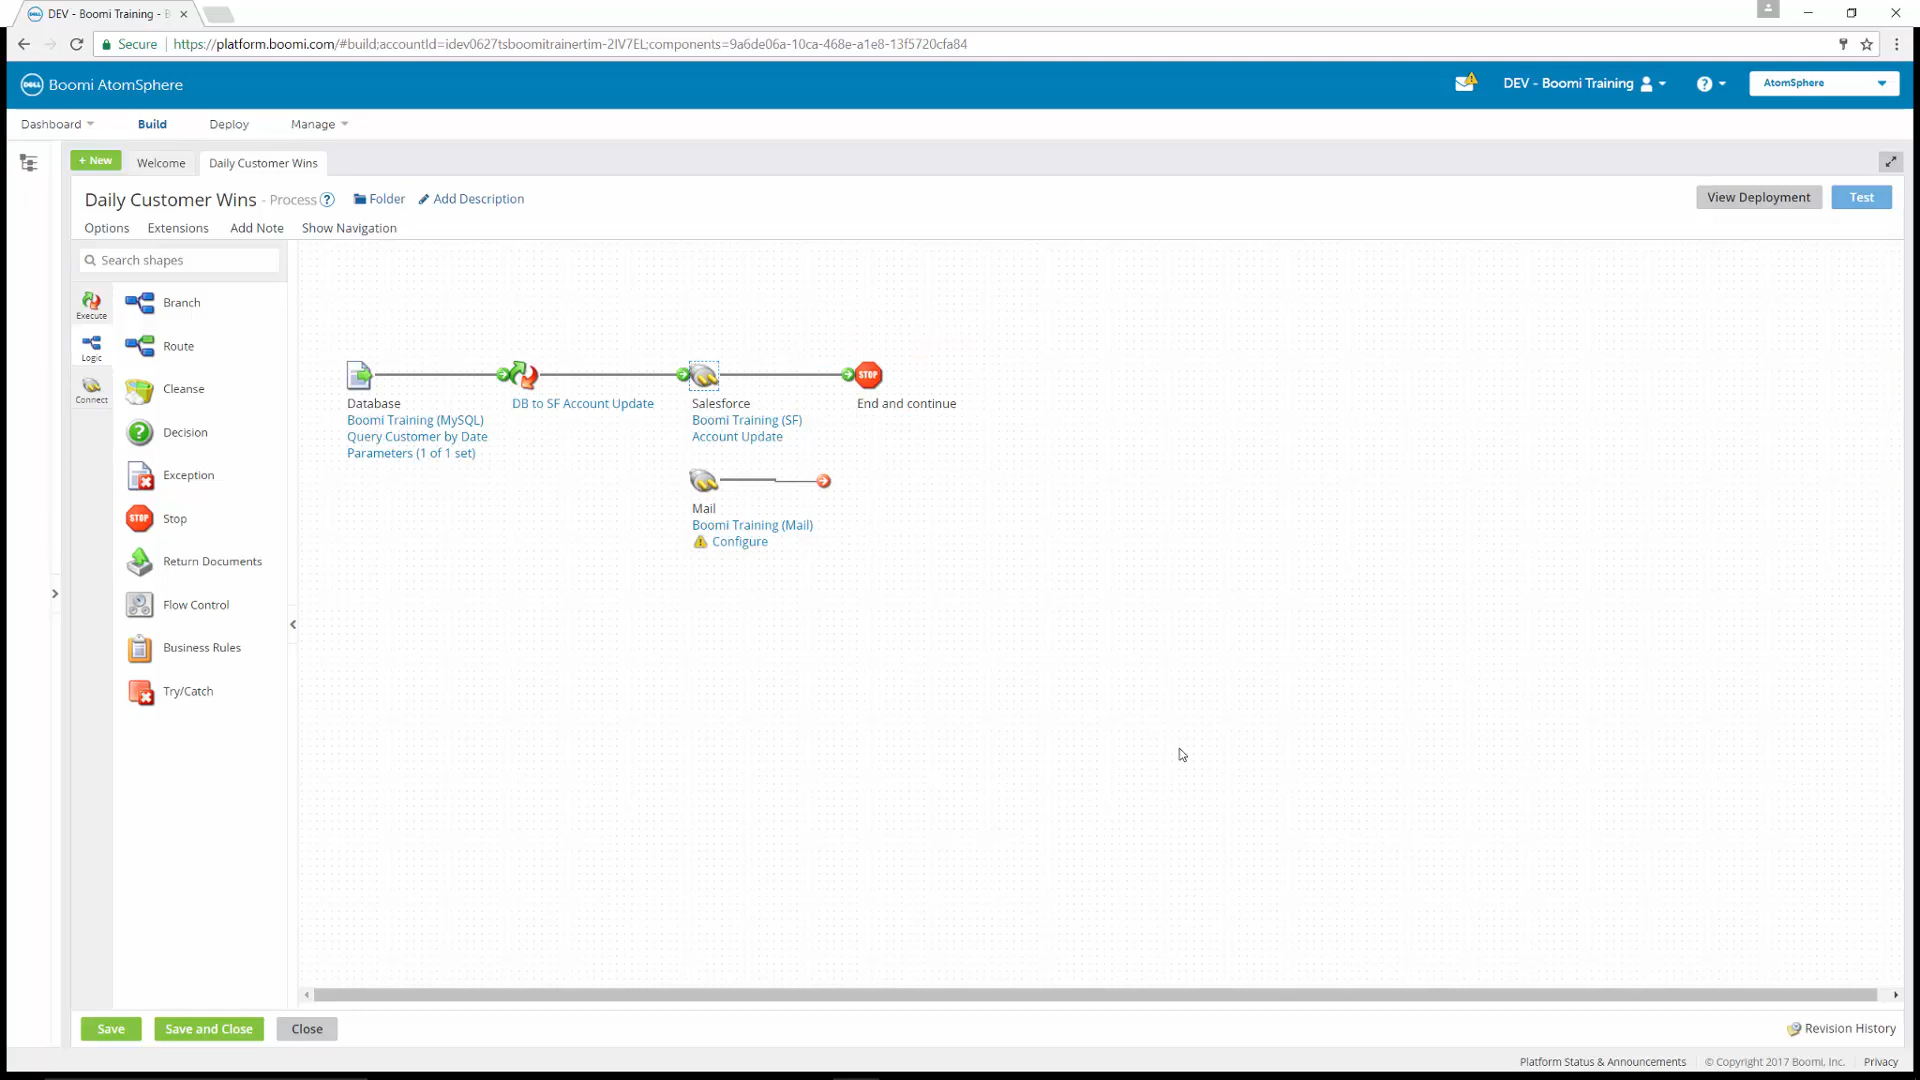 DEV - Boomi Training - B
Secure
https://platform.boomi.com/#build;accountId=idev0627tsboomitrainertim-2IV7EL;components=9a6de06a-10ca-468e-a1e8-13f5720cfa84
DELL Boomi AtomSphere
DEV - Boomi Training
AtomSphere
Dashboard
Build
Deploy
Manage
+ New
Welcome
Daily Customer Wins
Daily Customer Wins - Process
Folder
Add Description
View Deployment
Test
Options
Extensions
Add Note
Show Navigation
Search shapes
Execute
Logic
Connect
Branch
Route
Cleanse
Decision
Exception
STOP Stop
Return Documents
Flow Control
Business Rules
Try/Catch
Database
Boomi Training (MySQL)
Query Customer by Date
Parameters (1 of 1 set)
DB to SF Account Update
Salesforce
Boomi Training (SF)
Account Update
STOP
End and continue
Mail
Boomi Training (Mail)
Configure
Save
Save and Close
Close
Revision History
Platform Status & Announcements
© Copyright 2017 Boomi, Inc.
Privacy